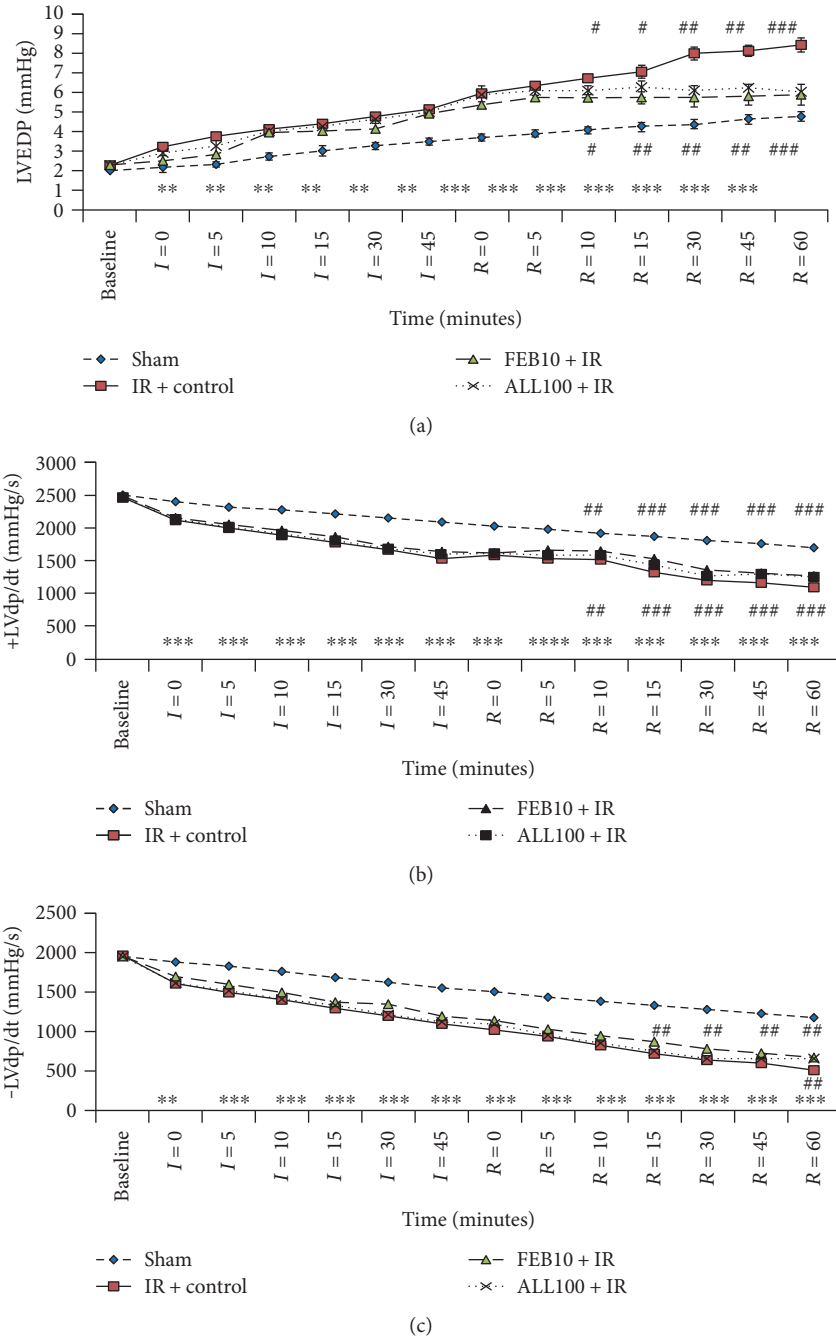 10
9
8
7
6
5
4
3
2
1
0
LVEDP (mmHg)
# # ## ## ###
# ## ## ## ###
** ** ** ** ** ** *** *** *** *** *** *** ***
Baseline
I = 0
I = 5
I = 10
I = 15
I = 30
I = 45
R = 0
R = 5
R = 10
R = 15
R = 30
R = 45
R = 60
Time (minutes)
Sham
IR + control
FEB10 + IR
ALL100 + IR
(a)
3000
2500
2000
1500
1000
500
0
+LVdp/dt (mmHg/s)
## ### ### ### ###
## ### ### ### ###
*** *** *** *** *** *** *** **** *** *** *** *** ***
Baseline
I = 0
I = 5
I = 10
I = 15
I = 30
I = 45
R = 0
R = 5
R = 10
R = 15
R = 30
R = 45
R = 60
Time (minutes)
Sham
IR + control
FEB10 + IR
ALL100 + IR
(b)
2500
2000
1500
1000
500
0
−LVdp/dt (mmHg/s)
## ## ## ##
##
** *** *** *** *** *** *** *** *** *** *** *** ***
Baseline
I = 0
I = 5
I = 10
I = 15
I = 30
I = 45
R = 0
R = 5
R = 10
R = 15
R = 30
R = 45
R = 60
Time (minutes)
Sham
IR + control
FEB10 + IR
ALL100 + IR
(c)